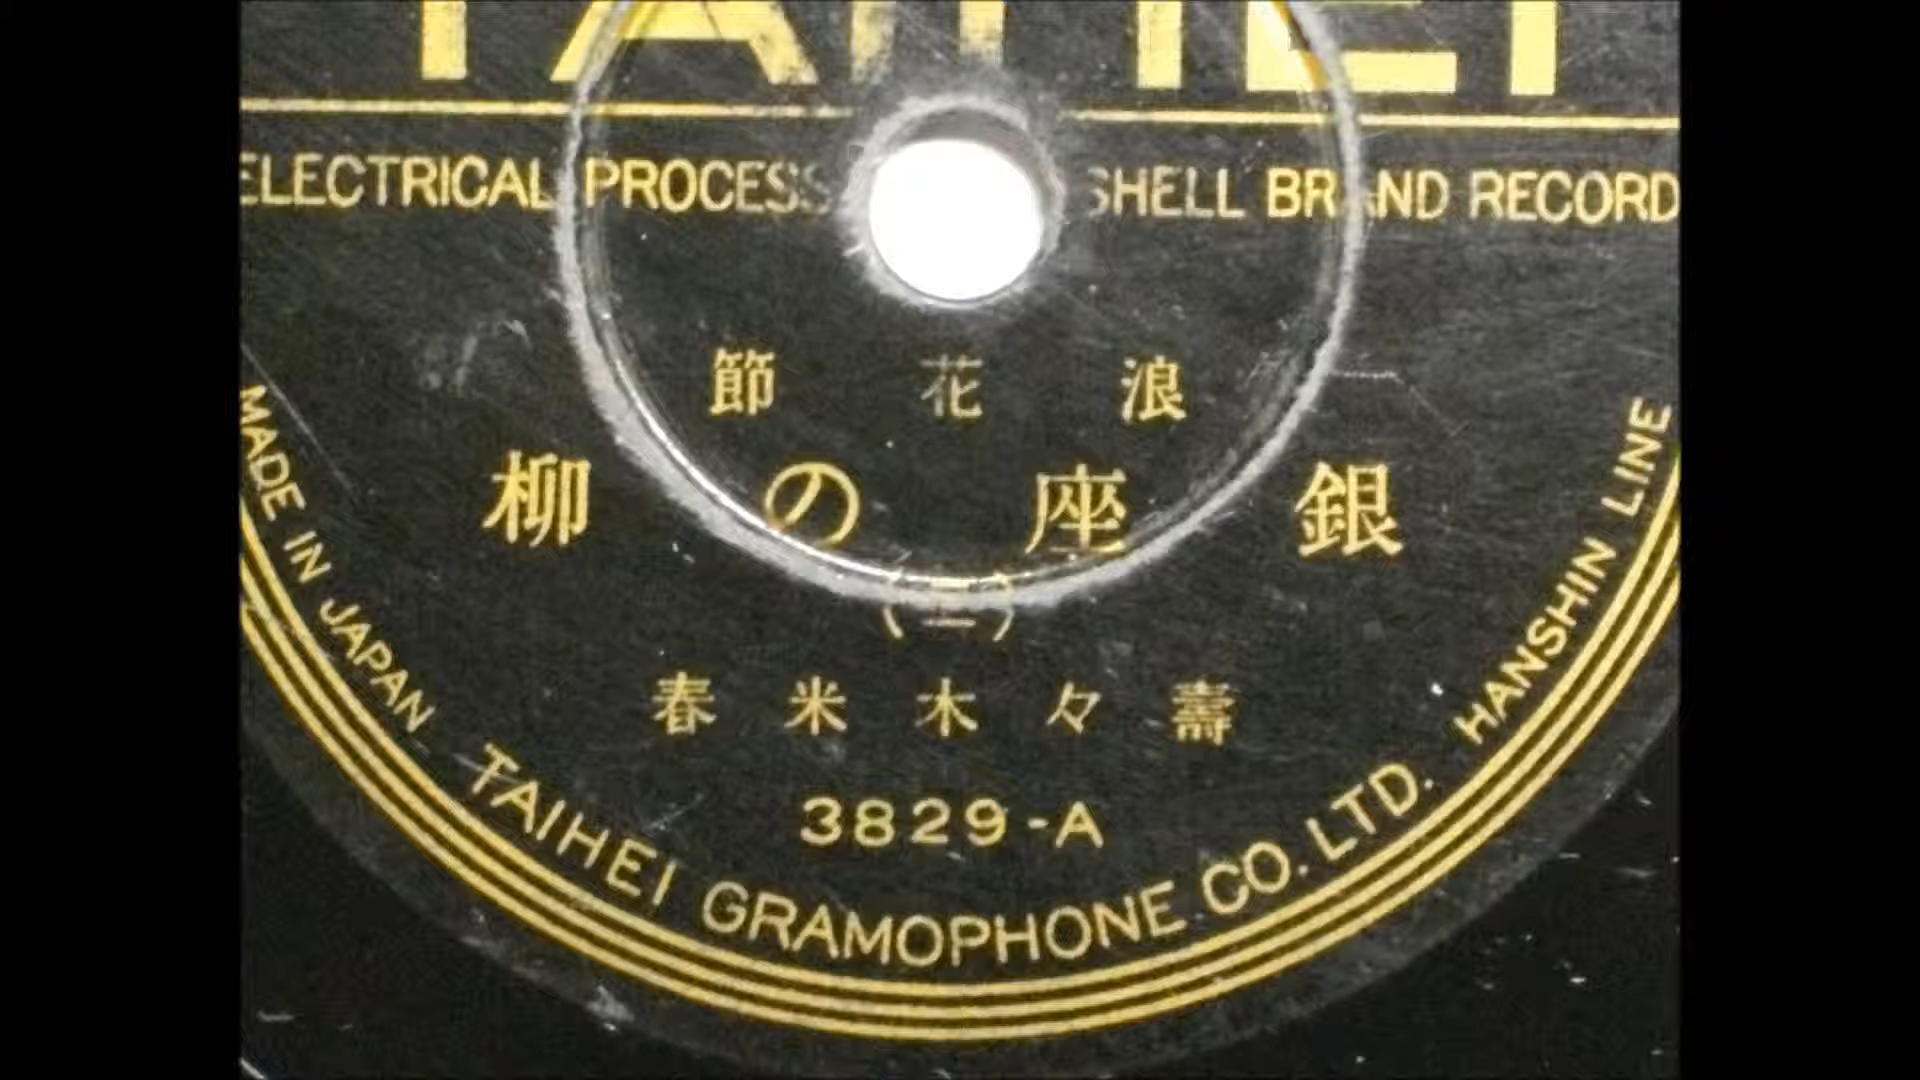 TAIHEI
ELECTRICAL PROCESS SHELL BRAND RECORD
浪花節
銀座の柳
(上)
壽々木米春
3829-A
MADE IN JAPAN TAIHEI GRAMOPHONE CO. LTD. HANSHIN LINE